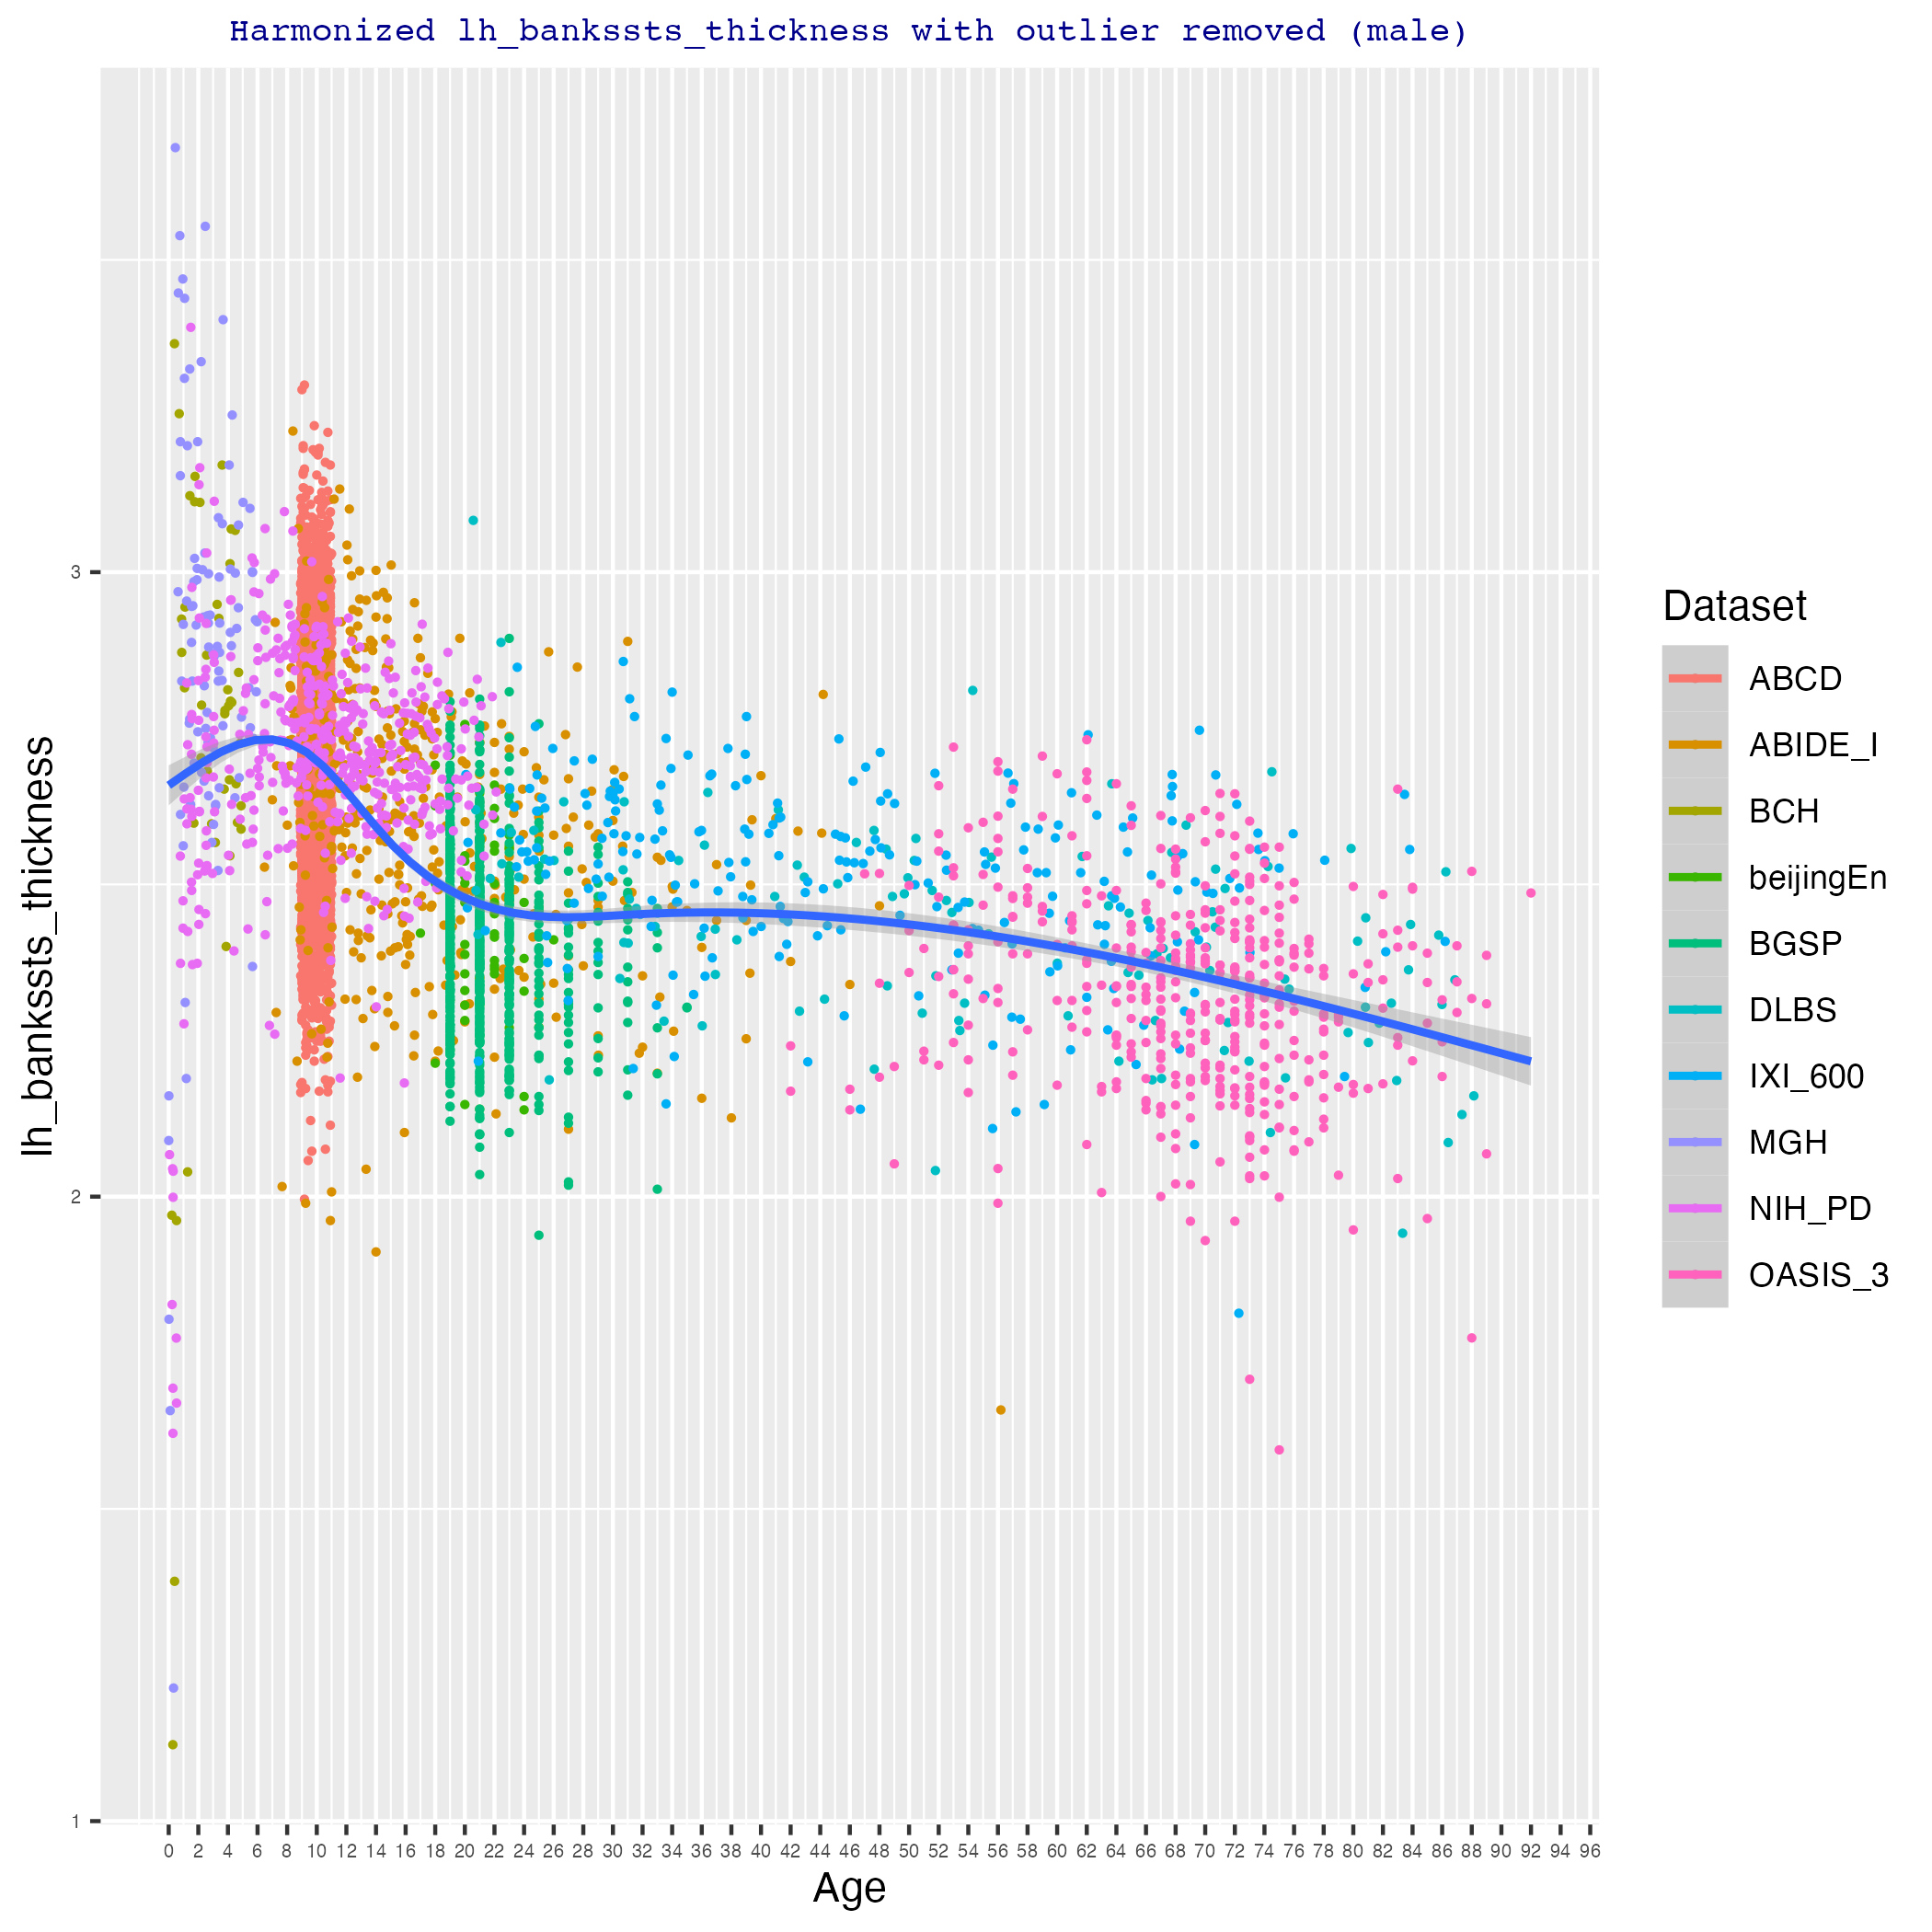 Harmonized lh_bankssts_thickness with outlier removed (male)
lh_bankssts_thickness
3
2
1
0 2 4 6 8 10 12 14 16 18 20 22 24 26 28 30 32 34 36 38 40 42 44 46 48 50 52 54 56 58 60 62 64 66 68 70 72 74 76 78 80 82 84 86 88 90 92 94 96
Age
Dataset
ABCD
ABIDE_I
BCH
beijingEn
BGSP
DLBS
IXI_600
MGH
NIH_PD
OASIS_3